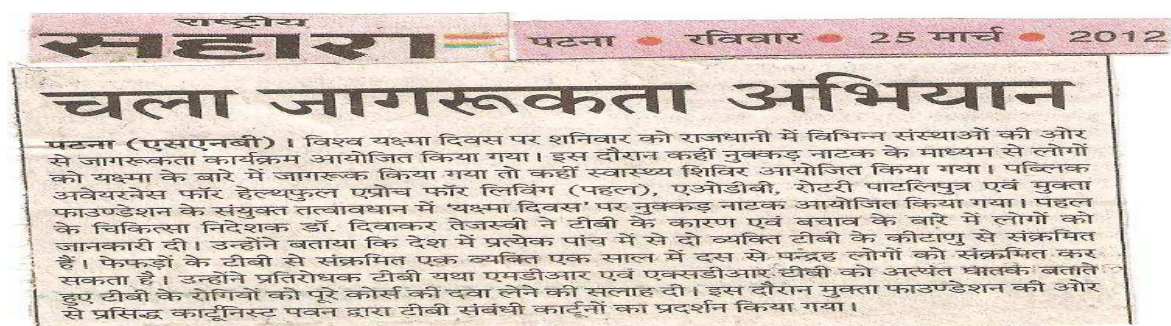 राष्ट्रीय
सहारा
पटना • रविवार • 25 मार्च • 2012
चला जागरूकता अभियान
पटना (एसएनबी)। विश्व यक्ष्मा दिवस पर शनिवार को राजधानी में विभिन्न संस्थाओं की ओर
से जागरूकता कार्यक्रम आयोजित किया गया। इस दौरान कहीं नुक्कड़ नाटक के माध्यम से लोगों
को यक्ष्मा के बारे में जागरूक किया गया तो कहीं स्वास्थ्य शिविर आयोजित किया गया। पब्लिक
अवेयरनेस फॉर हेल्थफुल एप्रोच फॉर लिविंग (पहल), एओडीबी, रोटरी पाटलिपुत्र एवं मुक्ता
फाउण्डेशन के संयुक्त तत्वावधान में ‘यक्ष्मा दिवस’ पर नुक्कड़ नाटक आयोजित किया गया। पहल
के चिकित्सा निदेशक डॉ. दिवाकर तेजस्वी ने टीबी के कारण एवं बचाव के बारे में लोगों को
जानकारी दी। उन्होंने बताया कि देश में प्रत्येक पांच में से दो व्यक्ति टीबी के कीटाणु से संक्रमित
हैं। फेफड़ों के टीबी से संक्रमित एक व्यक्ति एक साल में दस से पन्द्रह लोगों को संक्रमित कर
सकता है। उन्होंने प्रतिरोधक टीबी यथा एमडीआर एवं एक्सडीआर टीबी को अत्यंत घातक बताते
हुए टीबी के रोगियों को पूरे कोर्स की दवा लेने की सलाह दी। इस दौरान मुक्ता फाउण्डेशन की ओर
से प्रसिद्ध कार्टूनिस्ट पवन द्वारा टीबी संबंधी कार्टूनों का प्रदर्शन किया गया।